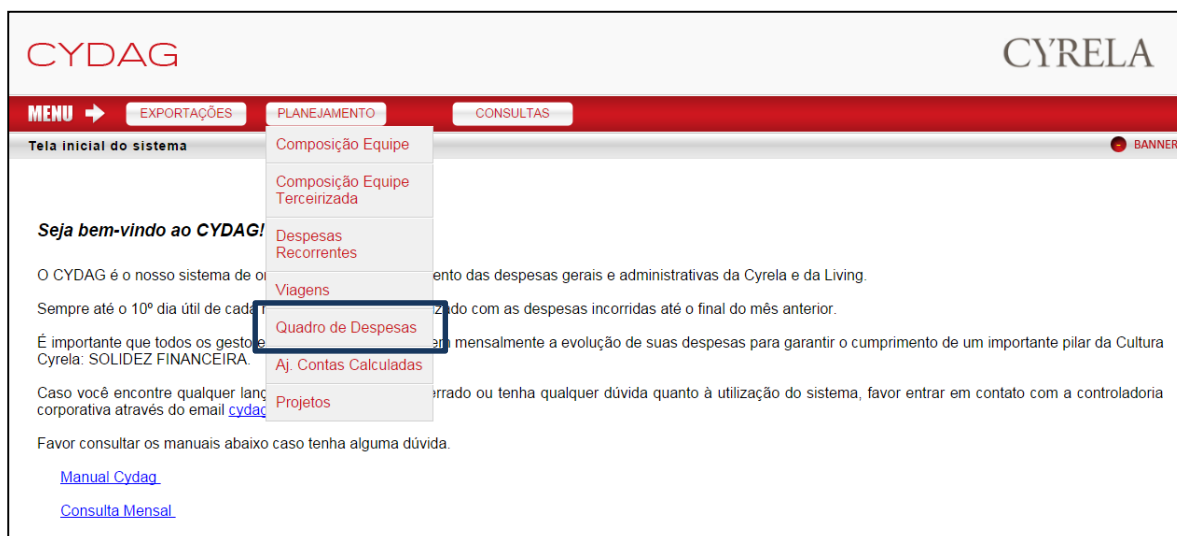 CYDAG
CYRELA
MENU
EXPORTAÇÕES
PLANEJAMENTO
CONSULTAS
Tela inicial do sistema
BANNER
Composição Equipe
Composição Equipe
Terceirizada
Despesas
Recorrentes
Viagens
Quadro de Despesas
Aj. Contas Calculadas
Projetos
Seja bem-vindo ao CYDAG!
O CYDAG é o nosso sistema de ento das despesas gerais e administrativas da Cyrela e da Living.
Sempre até o 10º dia útil de cada zado com as despesas incorridas até o final do mês anterior.
É importante que todos os mensalmente a evolução de suas despesas para garantir o cumprimento de um importante pilar da Cultura
Cyrela: SOLIDEZ FINANCEIRA.
Caso você encontre qualquer errado ou tenha qualquer dúvida quanto à utilização do sistema, favor entrar em contato com a controladoria
corporativa através do email cydag
Favor consultar os manuais abaixo caso tenha alguma dúvida.
Manual Cydag
Consulta Mensal